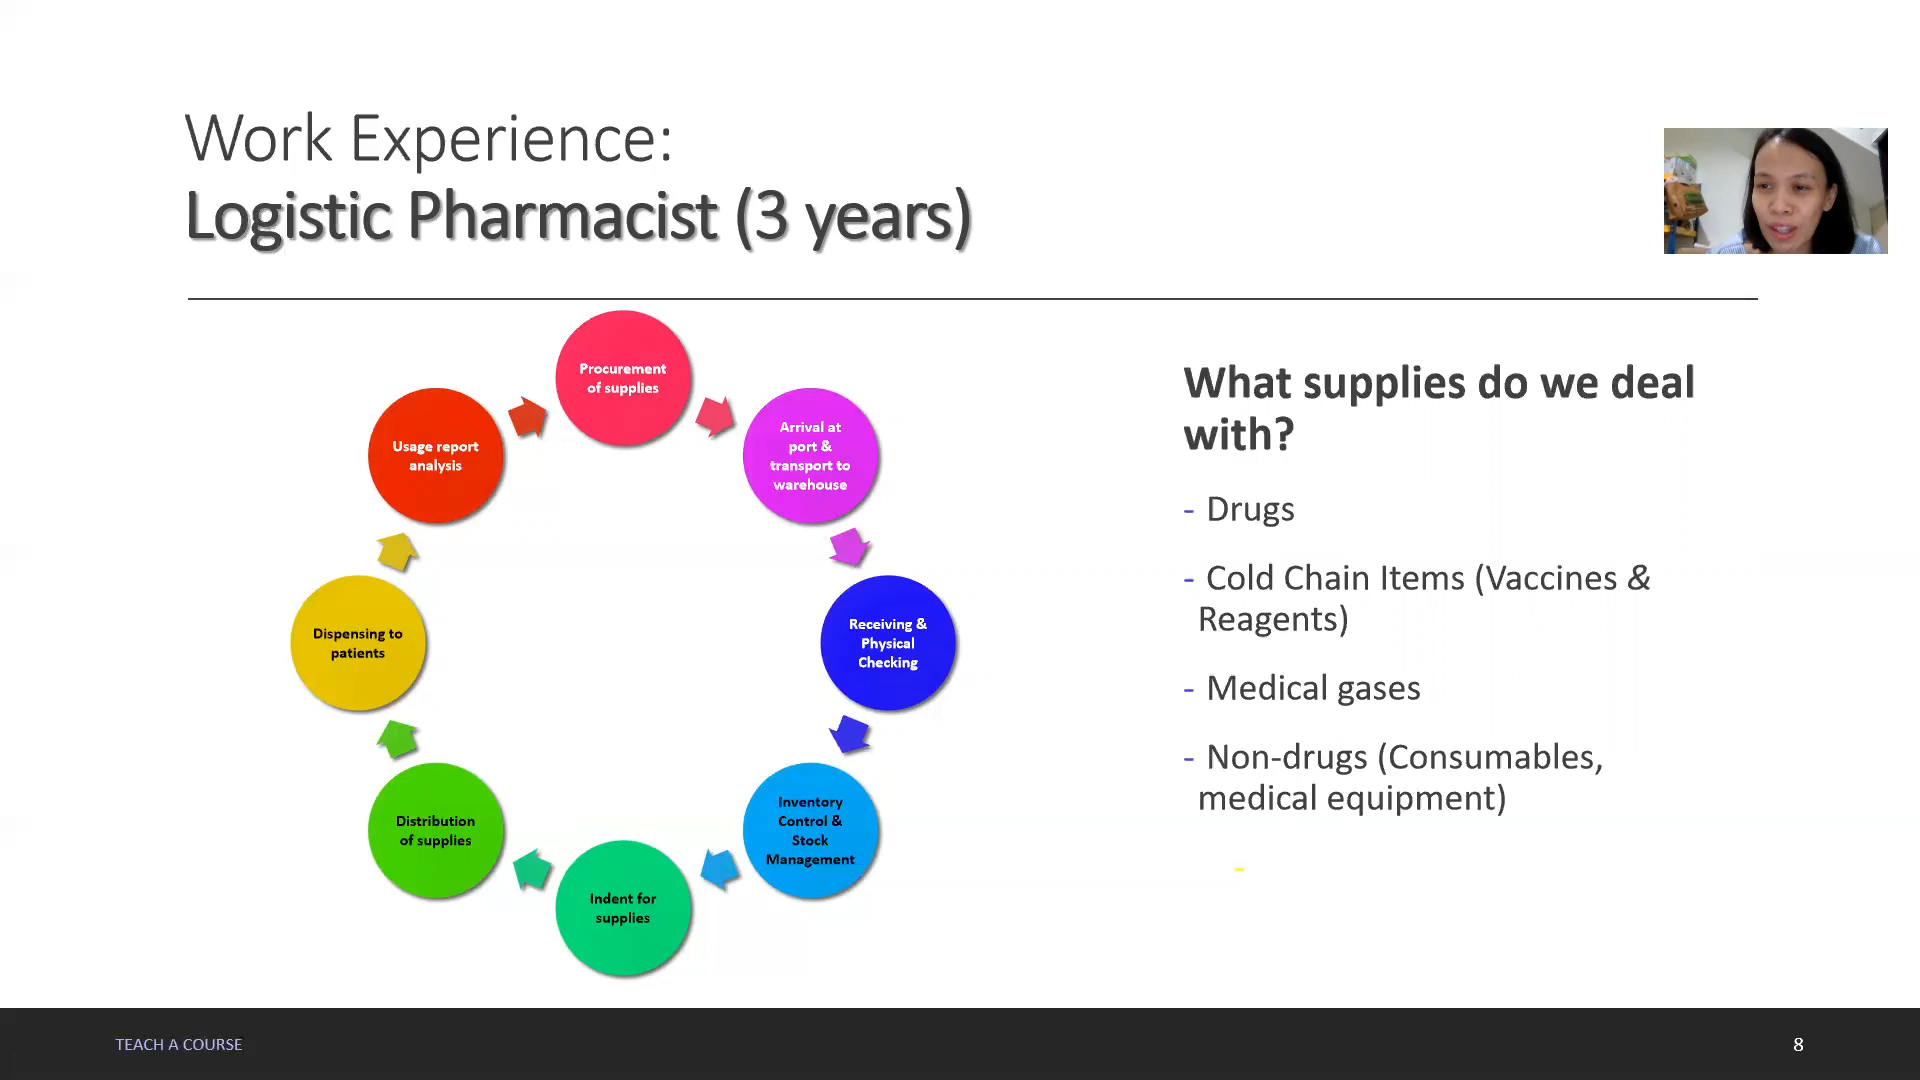 Work Experience:
Logistic Pharmacist (3 years)
Procurement
of supplies
Arrival at
port &
transport to
warehouse
Receiving &
Physical
Checking
Inventory
Control &
Stock
Management
Indent for
supplies
Distribution
of supplies
Dispensing to
patients
Usage report
analysis
What supplies do we deal
with?
- Drugs
- Cold Chain Items (Vaccines &
Reagents)
- Medical gases
- Non-drugs (Consumables,
medical equipment)
-
TEACH A COURSE
8